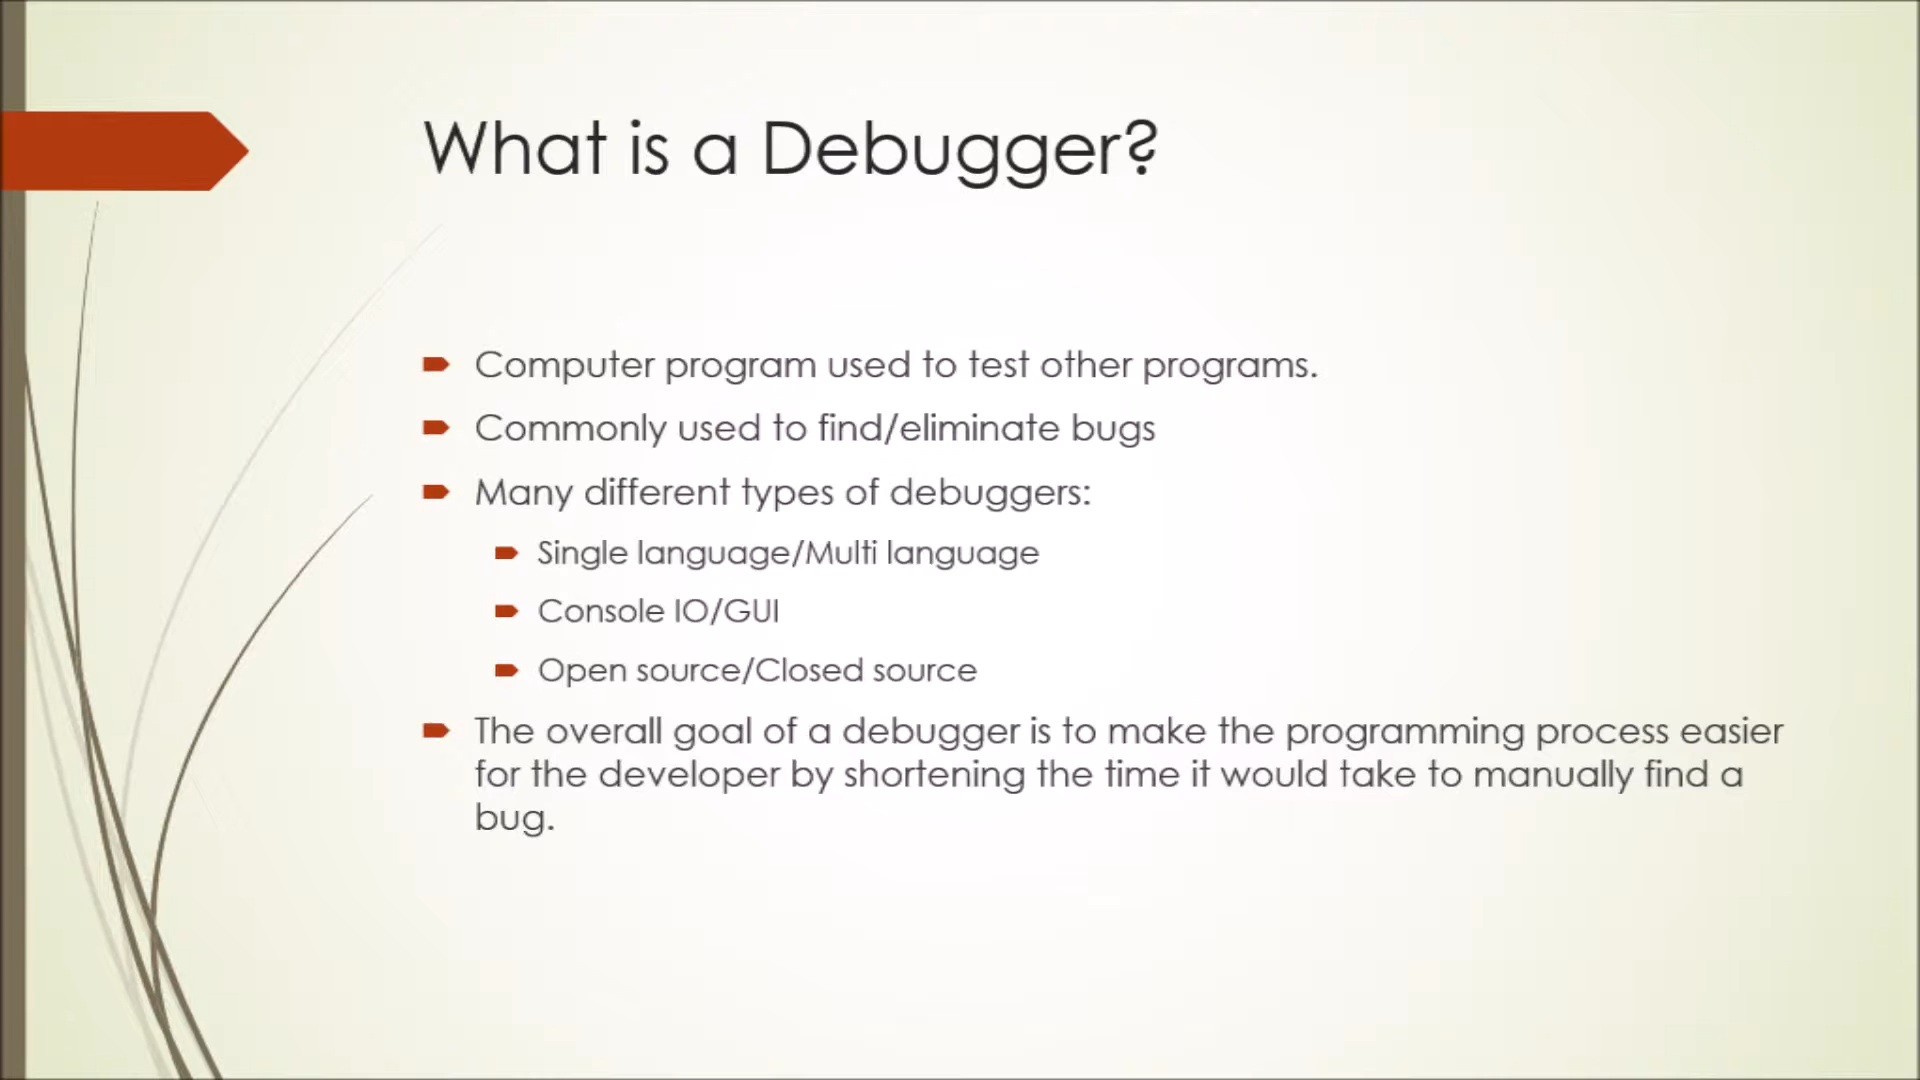 What is a Debugger?
Computer program used to test other programs.
Commonly used to find/eliminate bugs
Many different types of debuggers:
Single language/Multi language
Console IO/GUI
Open source/Closed source
The overall goal of a debugger is to make the programming process easier
for the developer by shortening the time it would take to manually find a
bug.